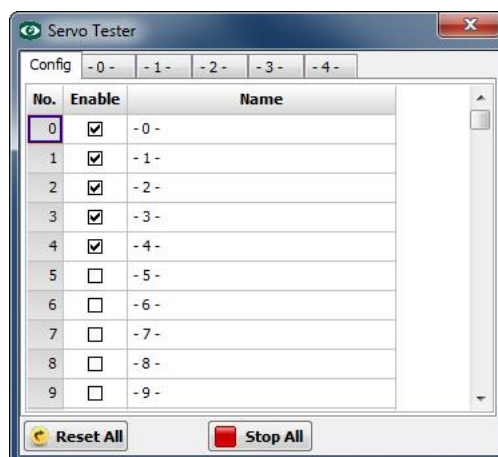 Servo Tester
Config - 0 - - 1 - - 2 - - 3 - - 4 -
No. Enable Name
0 - 0 -
1 - 1 -
2 - 2 -
3 - 3 -
4 - 4 -
5 - 5 -
6 - 6 -
7 - 7 -
8 - 8 -
9 - 9 -
Reset All Stop All